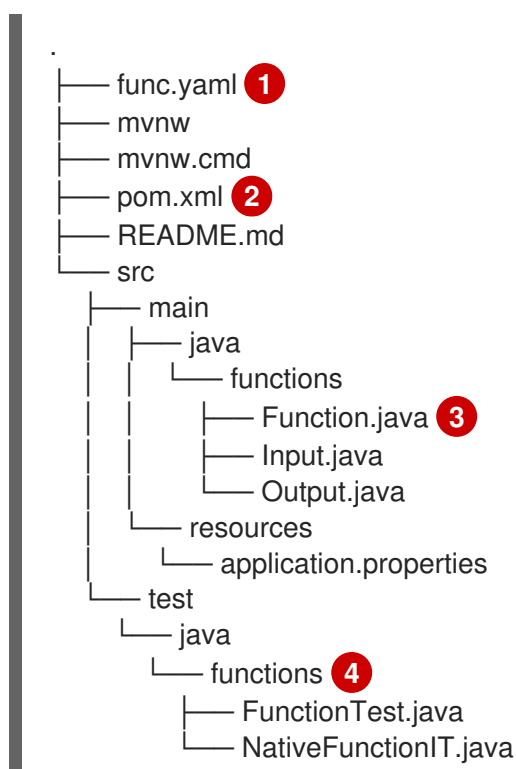 .
├── func.yaml 1
├── mvnw
├── mvnw.cmd
├── pom.xml 2
├── README.md
└── src
    ├── main
    │   ├── java
    │   │   └── functions
    │   │       ├── Function.java 3
    │   │       ├── Input.java
    │   │       └── Output.java
    │   └── resources
    │       └── application.properties
    └── test
        └── java
            └── functions 4
                ├── FunctionTest.java
                └── NativeFunctionIT.java